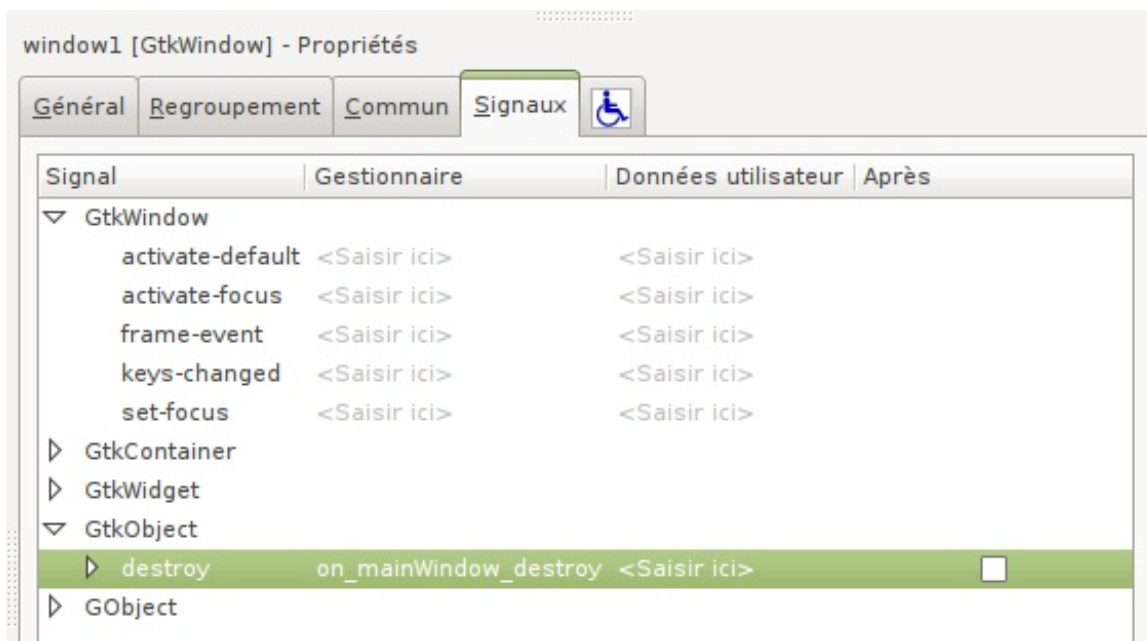 window1 [GtkWindow] - Propriétés
Général Regroupement Commun Signaux
Signal Gestionnaire Données utilisateur Après
GtkWindow
activate-default <Saisir ici> <Saisir ici>
activate-focus <Saisir ici> <Saisir ici>
frame-event <Saisir ici> <Saisir ici>
keys-changed <Saisir ici> <Saisir ici>
set-focus <Saisir ici> <Saisir ici>
GtkContainer
GtkWidget
GtkObject
destroy on_mainWindow_destroy <Saisir ici>
GObject